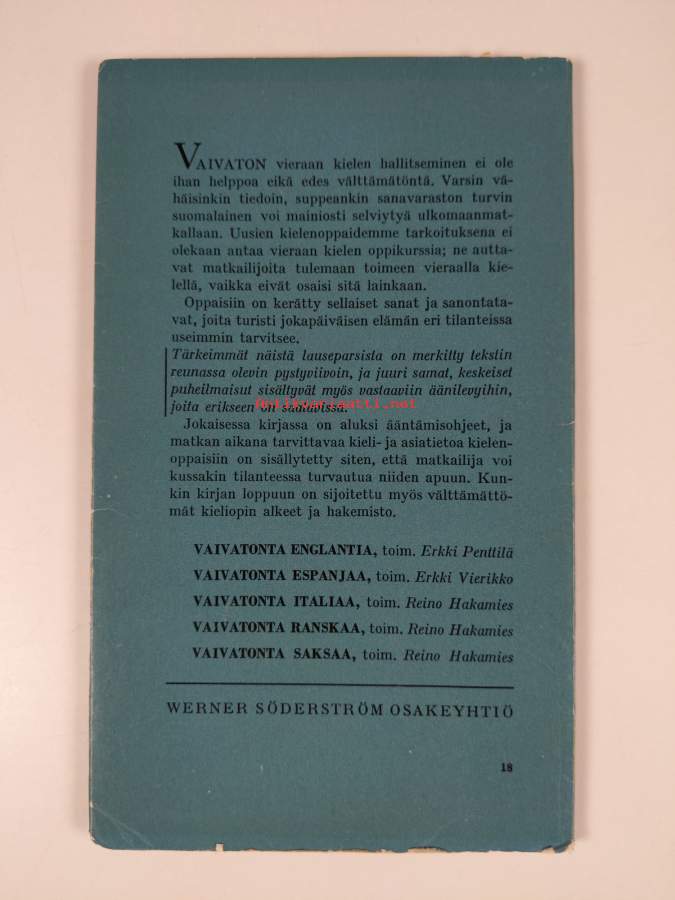 VAIVATON vieraan kielen hallitseminen ei ole
ihan helppoa eikä edes välttämätöntä. Varsin vä-
häisinkin tiedoin, suppeankin sanavaraston turvin
suomalainen voi mainiosti selviytyä ulkomaanmat-
kallaan. Uusien kielenoppaidemme tarkoituksena ei
olekaan antaa vieraan kielen oppikurssia; ne autta-
vat matkailijoita tulemaan toimeen vieraalla kie-
lellä, vaikka eivät osaisi sitä lainkaan.
Oppaisiin on kerätty sellaiset sanat ja sanontata-
vat, joita turisti jokapäiväisen elämän eri tilanteissa
useimmin tarvitsee.
Tärkeimmät näistä lauseparsista on merkitty tekstin
reunassa olevin pystyviivoin, ja juuri samat, keskeiset
puheilmaisut sisältyvät myös vastaaviin äänilevyihin,
joita erikseen on saatavissa.
Antikvariaatti.net
Jokaisessa kirjassa on aluksi ääntämisohjeet, ja
matkan aikana tarvittavaa kieli- ja asiatietoa kielen-
oppaisiin on sisällytetty siten, että matkailija voi
kussakin tilanteessa turvautua niiden apuun. Kun-
kin kirjan loppuun on sijoitettu myös välttämättö-
mät kieliopin alkeet ja hakemisto.
VAIVATONTA ENGLANTIA, toim. Erkki Penttilä
VAIVATONTA ESPANJAA, toim. Erkki Vierikko
VAIVATONTA ITALIAA, toim. Reino Hakamies
VAIVATONTA RANSKAA, toim. Reino Hakamies
VAIVATONTA SAKSAA, toim. Reino Hakamies
WERNER SÖDERSTRÖM OSAKEYHTIÖ
18